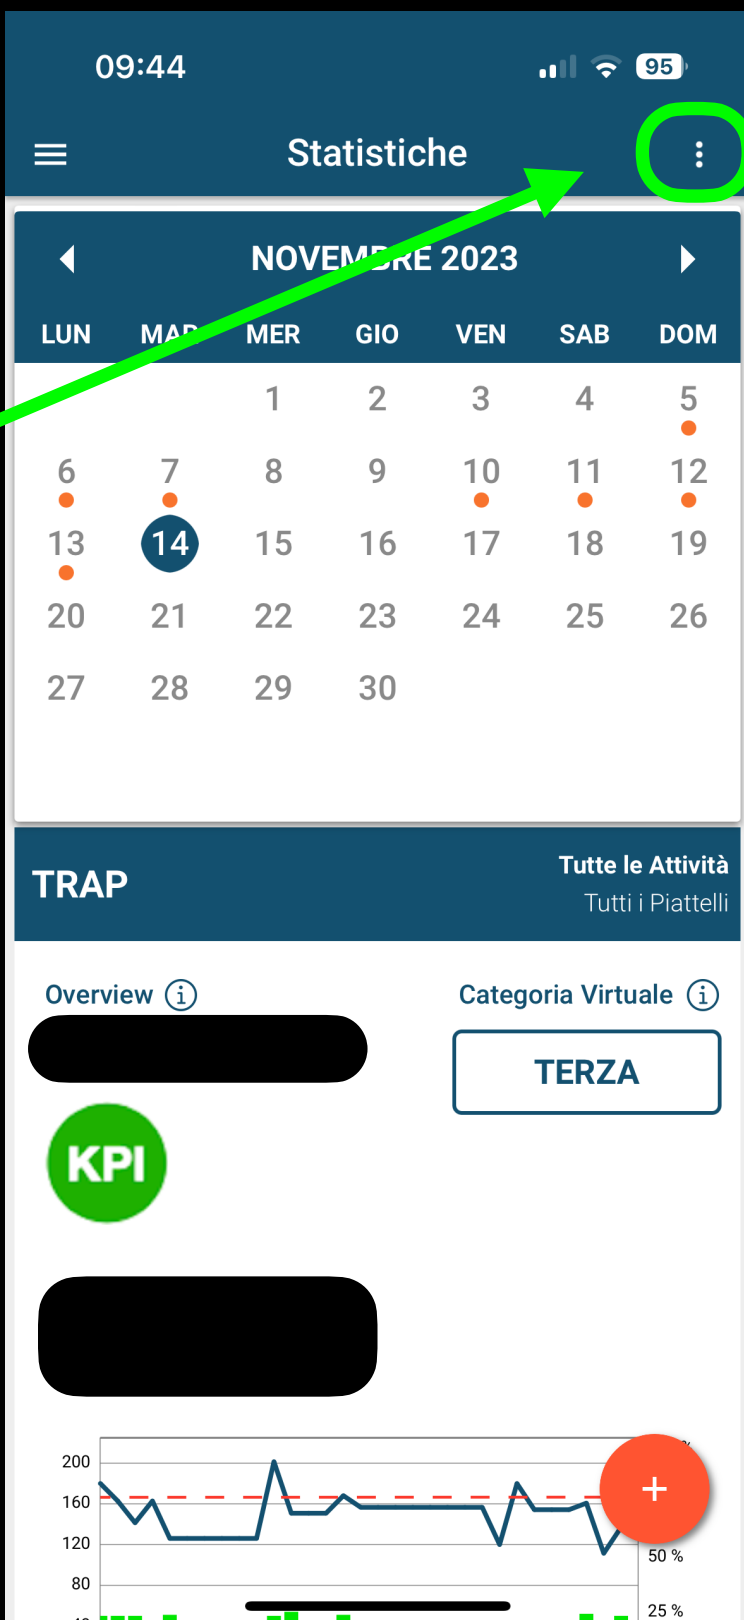 09:44
95
Statistiche
NOVEMBRE 2023
LUN MAR MER GIO VEN SAB DOM
1 2 3 4 5
6 7 8 9 10 11 12
13 14 15 16 17 18 19
20 21 22 23 24 25 26
27 28 29 30
TRAP
Tutte le Attività
Tutti i Piattelli
Overview
Categoria Virtuale
TERZA
KPI
200
160
120
80
50 %
25 %